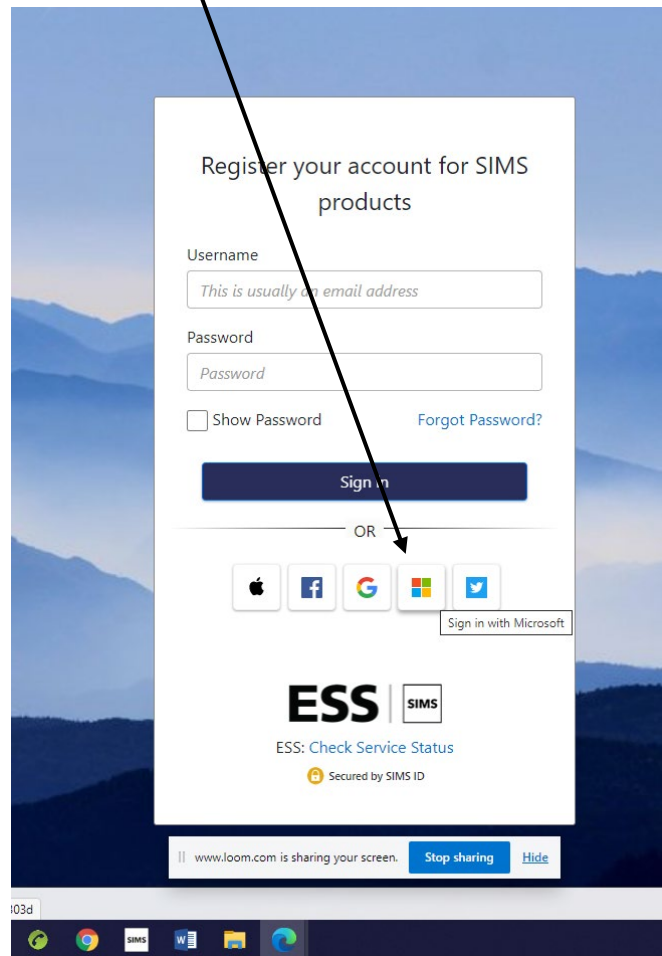 Register your account for SIMS
products
Username
This is usually an email address
Password
Password
Show Password Forgot Password?
Sign in
OR
Sign in with Microsoft
ESS SIMS
ESS: Check Service Status
Secured by SIMS ID
www.loom.com is sharing your screen. Stop sharing Hide
303d
SIMS